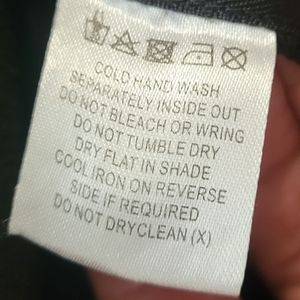 COLD HAND WASH
SEPARATELY INSIDE OUT
DO NOT BLEACH OR WRING
DO NOT TUMBLE DRY
DRY FLAT IN SHADE
COOL IRON ON REVERSE
SIDE IF REQUIRED
DO NOT DRYCLEAN (X)